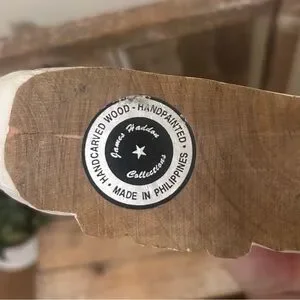 • HANDCARVED WOOD - HANDPAINTED •
James Haddon
Collections
MADE IN PHILIPPINES